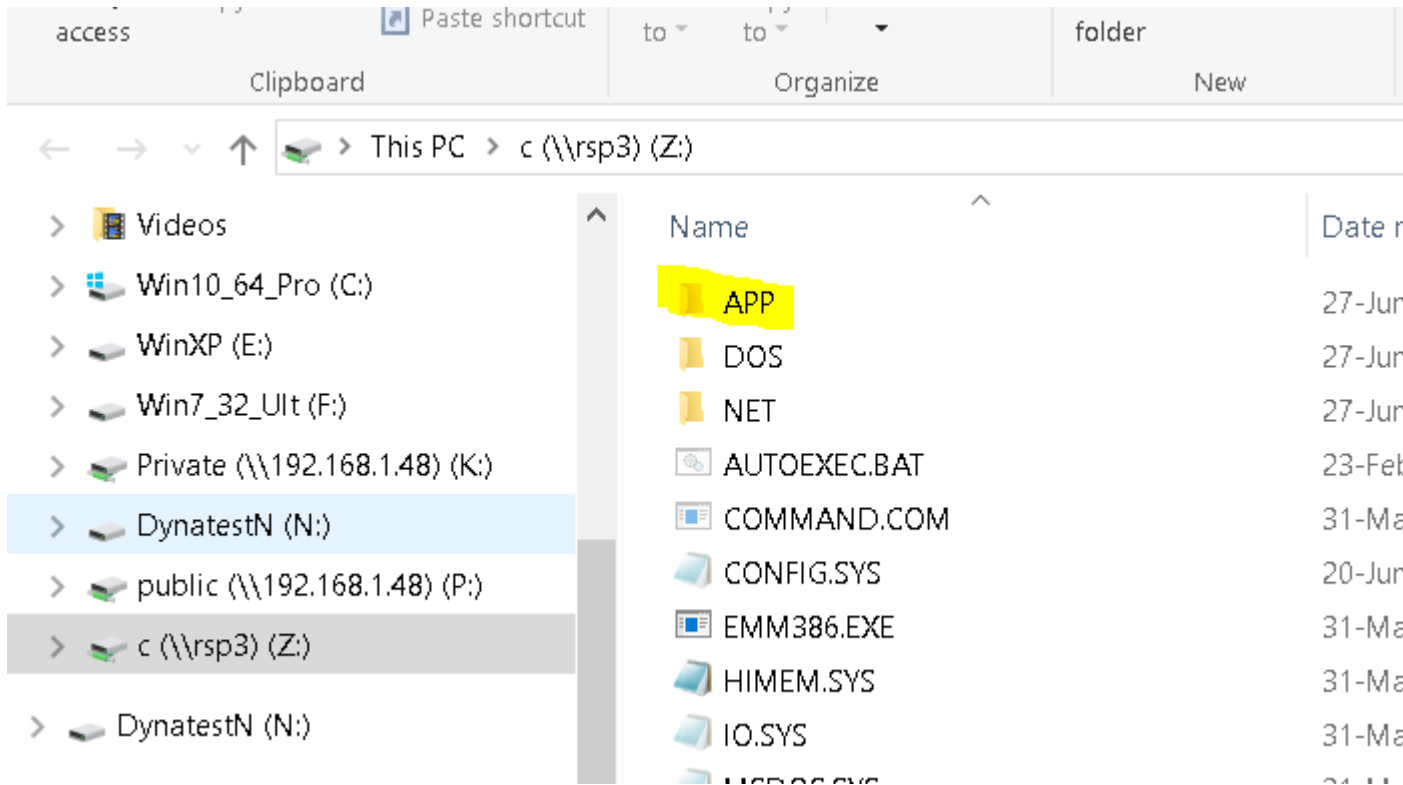 access
Paste shortcut
to
to
folder
Clipboard
Organize
New
This PC > c (\\rsp3) (Z:)
Videos
Win10_64_Pro (C:)
WinXP (E:)
Win7_32_Ult (F:)
Private (\\192.168.1.48) (K:)
DynatestN (N:)
public (\\192.168.1.48) (P:)
c (\\rsp3) (Z:)
DynatestN (N:)
Name
Date
APP
27-Jun
DOS
27-Jun
NET
27-Jun
AUTOEXEC.BAT
23-Feb
COMMAND.COM
31-Ma
CONFIG.SYS
20-Jun
EMM386.EXE
31-Ma
HIMEM.SYS
31-Ma
IO.SYS
31-Ma